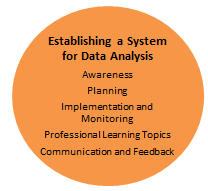 Establishing a System
for Data Analysis
Awareness
Planning
Implementation and
Monitoring
Professional Learning Topics
Communication and Feedback